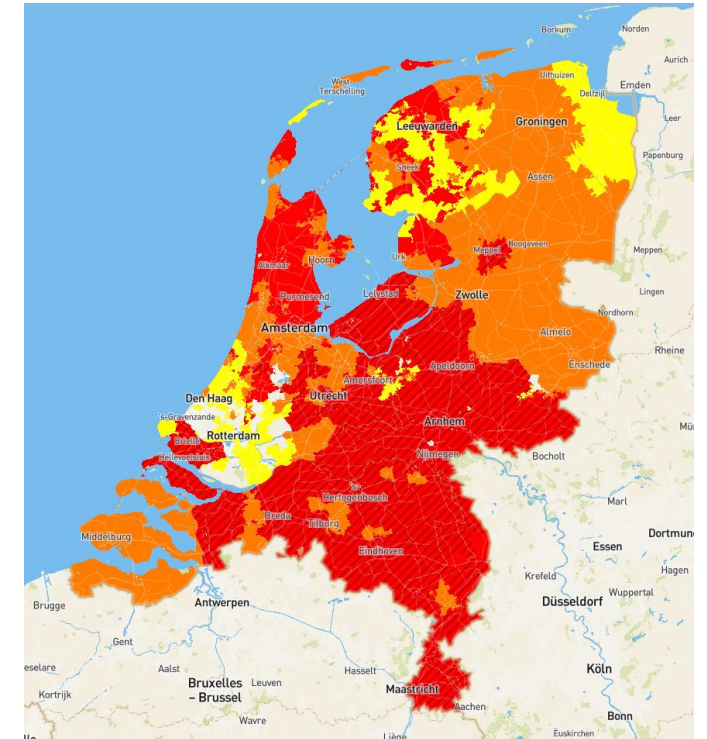 Borkum
Norden
Aurich
Uithuizen
Emden
West-
Terschelling
Delfzijl
Leer
Leeuwarden
Groningen
Papenburg
Sneek
Assen
Meppel
Hoogeveen
Meppen
Alkmaar
Hoorn
Urk
Lingen
Purmerend
Lelystad
Zwolle
Nordhorn
Amsterdam
Almelo
Rheine
Enschede
Apeldoorn
Amersfoort
Den Haag
Utrecht
's-Gravenzande
Arnhem
Rotterdam
Brielle
Hellevoetsluis
Nijmegen
Bocholt
's-
Hertogenbosch
Marl
Breda
Tilburg
Middelburg
Dortmun
Eindhoven
Essen
Hagen
Krefeld
Brugge
Antwerpen
Düsseldorf
Wuppertal
Gent
eselare
Aalst
Hasselt
Köln
Kortrijk
Bruxelles
- Brussel
Leuven
Maastricht
Aachen
Bonn
Wavre
Liège
Euskirchen